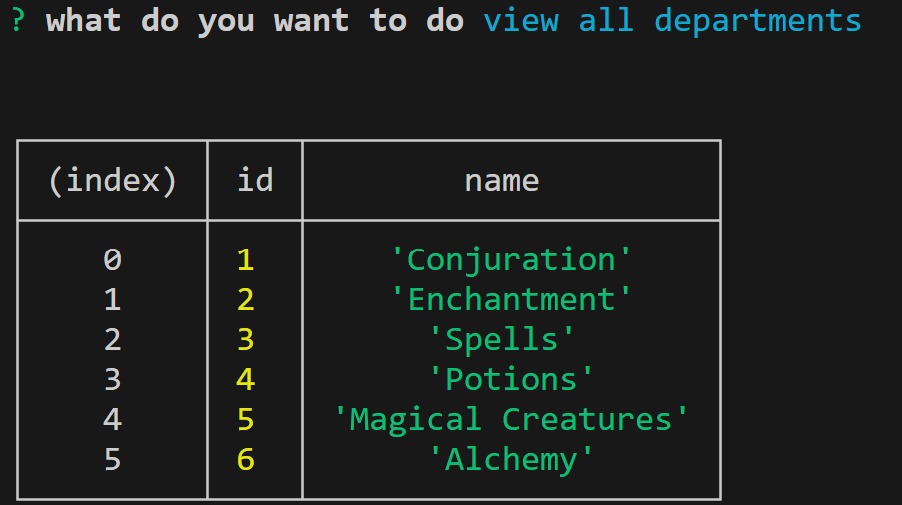 ? what do you want to do view all departments
(index) id name
0 1 'Conjuration'
1 2 'Enchantment'
2 3 'Spells'
3 4 'Potions'
4 5 'Magical Creatures'
5 6 'Alchemy'